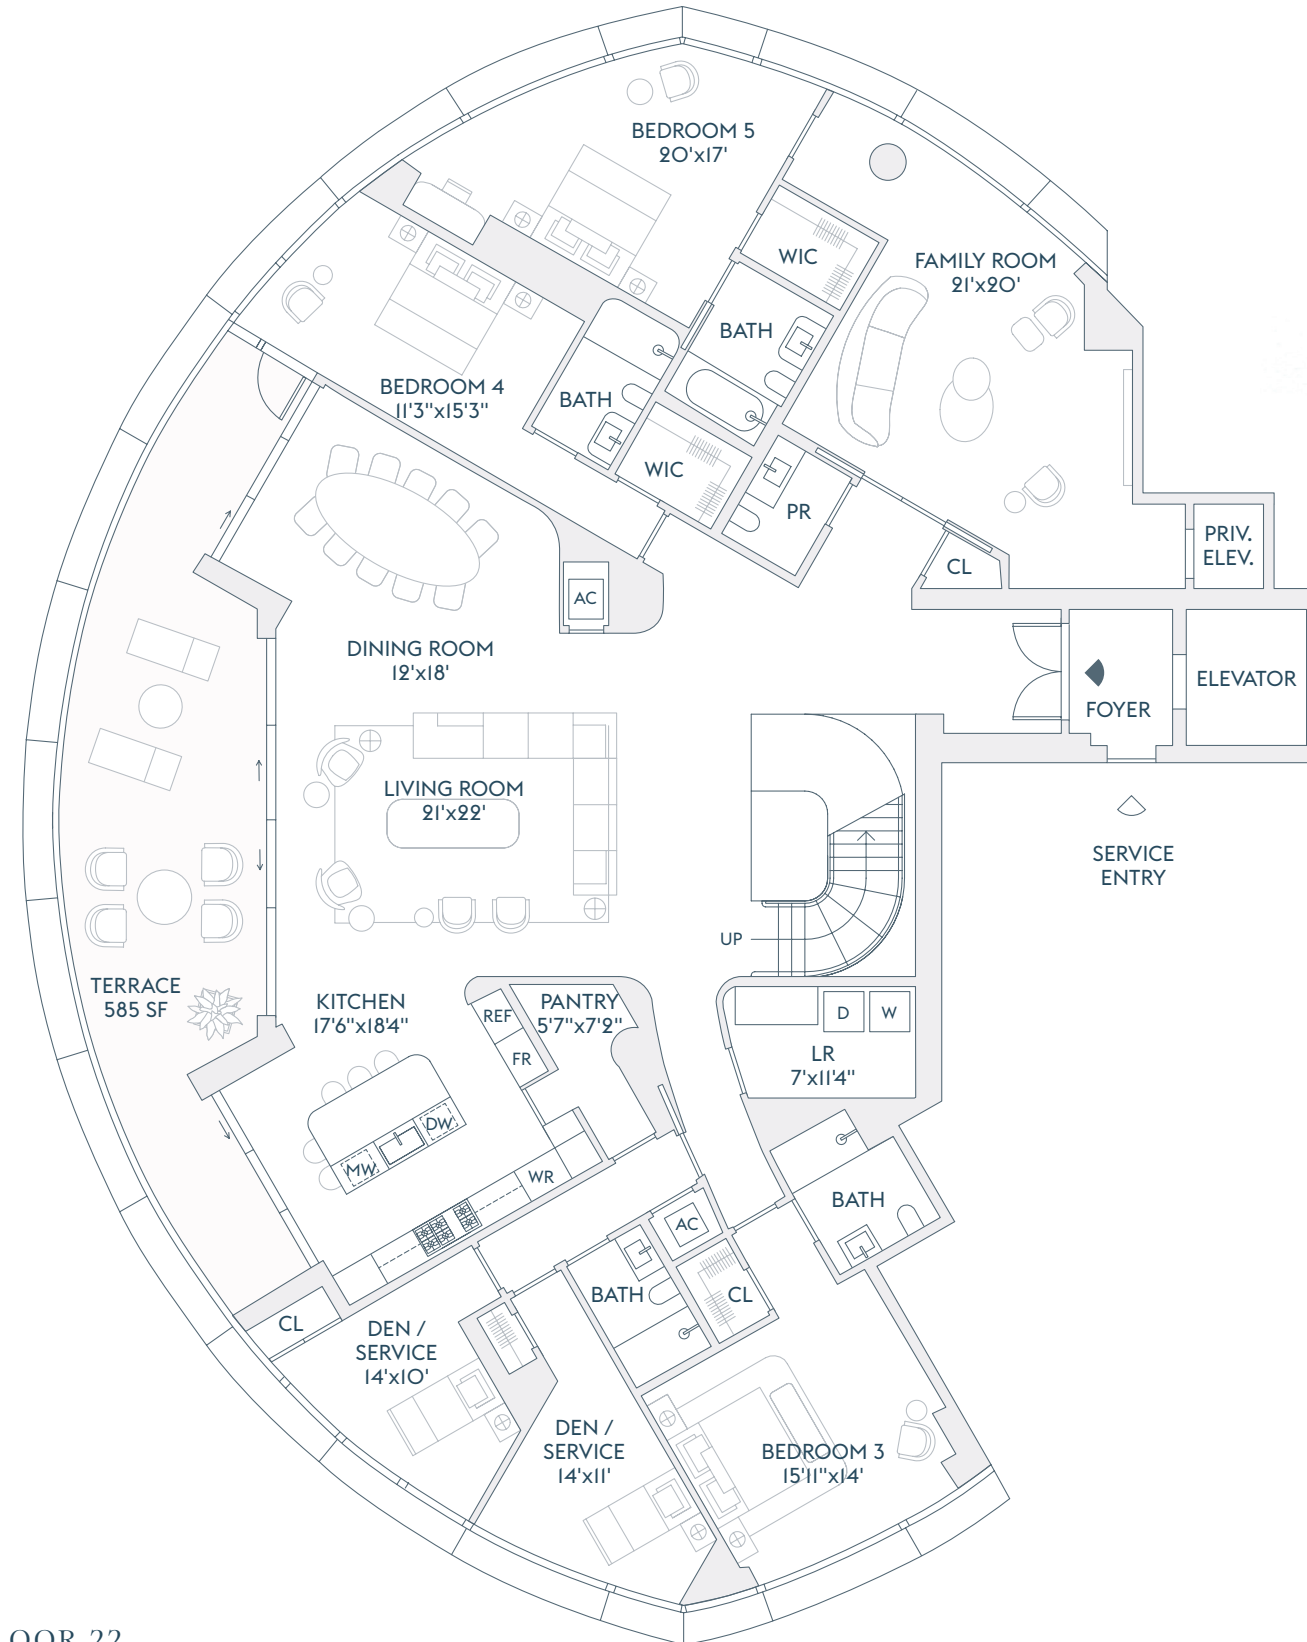 BEDROOM 5
20'x17'
WIC
FAMILY ROOM
21'x20'
BATH
BEDROOM 4
11'3"x15'3"
BATH
WIC
PR
CL
PRIV.
ELEV.
AC
DINING ROOM
12'x18'
FOYER
ELEVATOR
LIVING ROOM
21'x22'
SERVICE
ENTRY
UP
TERRACE
585 SF
KITCHEN
17'6"x18'4"
REF
FR
PANTRY
5'7"x7'2"
D
W
LR
7'x11'4"
DW
MW
WR
BATH
AC
BATH
CL
CL
DEN /
SERVICE
14'x10'
DEN /
SERVICE
14'x11'
BEDROOM 3
15'11"x14'
OOR 22